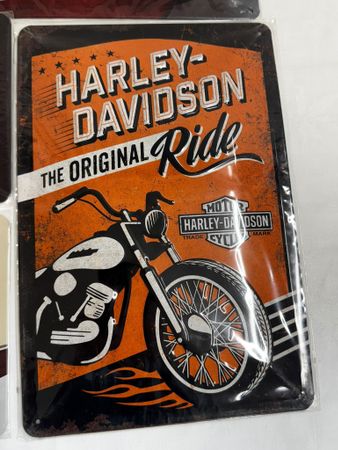 HARLEY-
DAVIDSON
THE ORIGINAL Ride
MOTOR
HARLEY-DAVIDSON
TRADE MARK
CYCLES